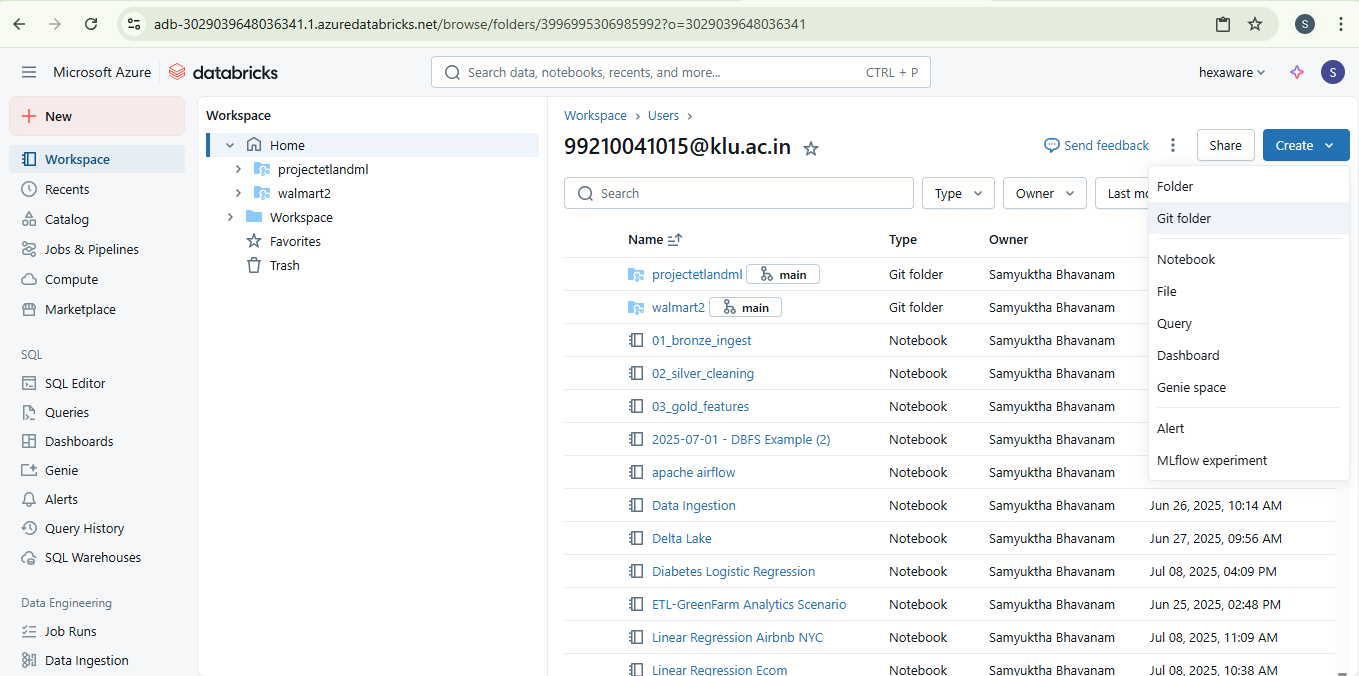 adb-3029039648036341.1.azuredatabricks.net/browse/folders/3996995306985992?o=3029039648036341
S
Microsoft Azure databricks
Search data, notebooks, recents, and more... CTRL + P
hexaware
S
New
Workspace
Recents
Catalog
Jobs & Pipelines
Compute
Marketplace
SQL
SQL Editor
Queries
Dashboards
Genie
Alerts
Query History
SQL Warehouses
Data Engineering
Job Runs
Data Ingestion
Workspace
Home
projectetlandml
walmart2
Workspace
Favorites
Trash
Workspace > Users >
99210041015@klu.ac.in
Send feedback
Share
Create
Search
Type
Owner
Last mo
Folder
Git folder
Notebook
File
Query
Dashboard
Genie space
Alert
MLflow experiment
Name Type Owner
projectetlandml main Git folder Samyuktha Bhavanam
walmart2 main Git folder Samyuktha Bhavanam
01_bronze_ingest Notebook Samyuktha Bhavanam
02_silver_cleaning Notebook Samyuktha Bhavanam
03_gold_features Notebook Samyuktha Bhavanam
2025-07-01 - DBFS Example (2) Notebook Samyuktha Bhavanam
apache airflow Notebook Samyuktha Bhavanam
Data Ingestion Notebook Samyuktha Bhavanam Jun 26, 2025, 10:14 AM
Delta Lake Notebook Samyuktha Bhavanam Jun 27, 2025, 09:56 AM
Diabetes Logistic Regression Notebook Samyuktha Bhavanam Jul 08, 2025, 04:09 PM
ETL-GreenFarm Analytics Scenario Notebook Samyuktha Bhavanam Jun 25, 2025, 02:48 PM
Linear Regression Airbnb NYC Notebook Samyuktha Bhavanam Jul 08, 2025, 11:09 AM
Linear Regression Ecom Notebook Samyuktha Bhavanam Jul 08, 2025, 10:38 AM